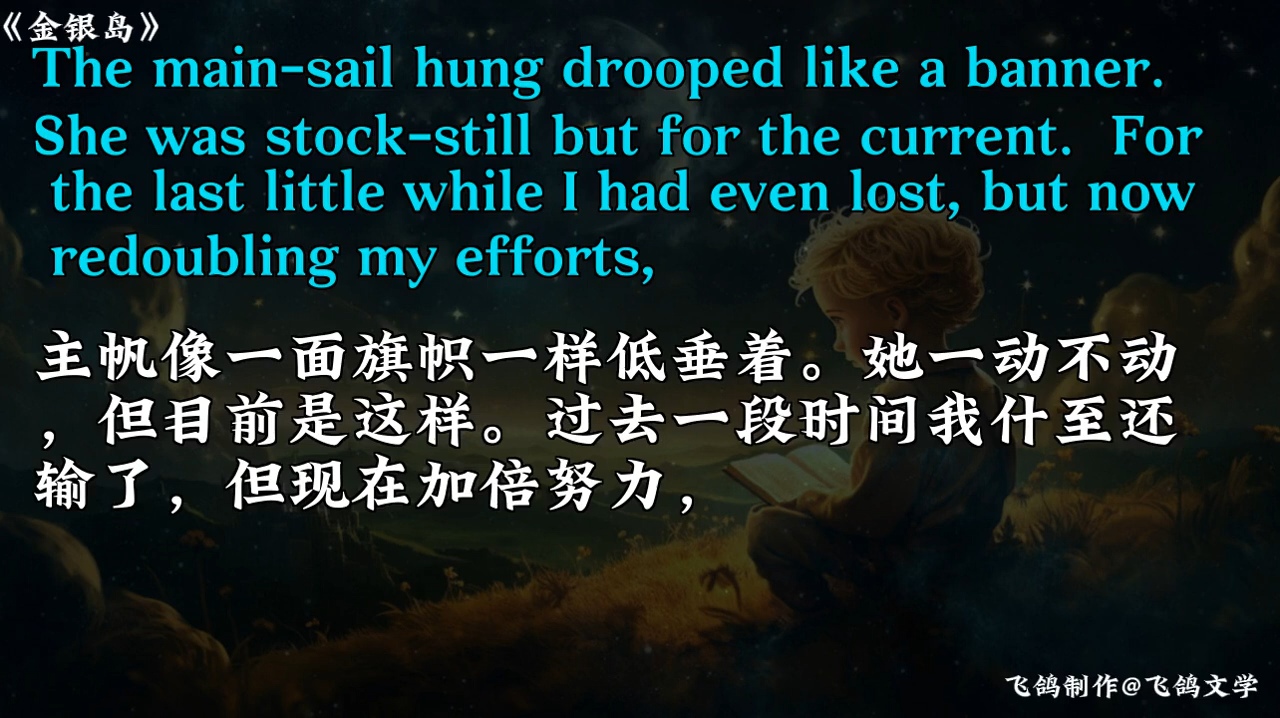 《金银岛》
The main-sail hung drooped like a banner.
She was stock-still but for the current.  For
the last little while I had even lost, but now
redoubling my efforts,
主帆像一面旗帜一样低垂着。她一动不动
，但目前是这样。过去一段时间我什至还
输了，但现在加倍努力，
飞鸽制作@飞鸽文学